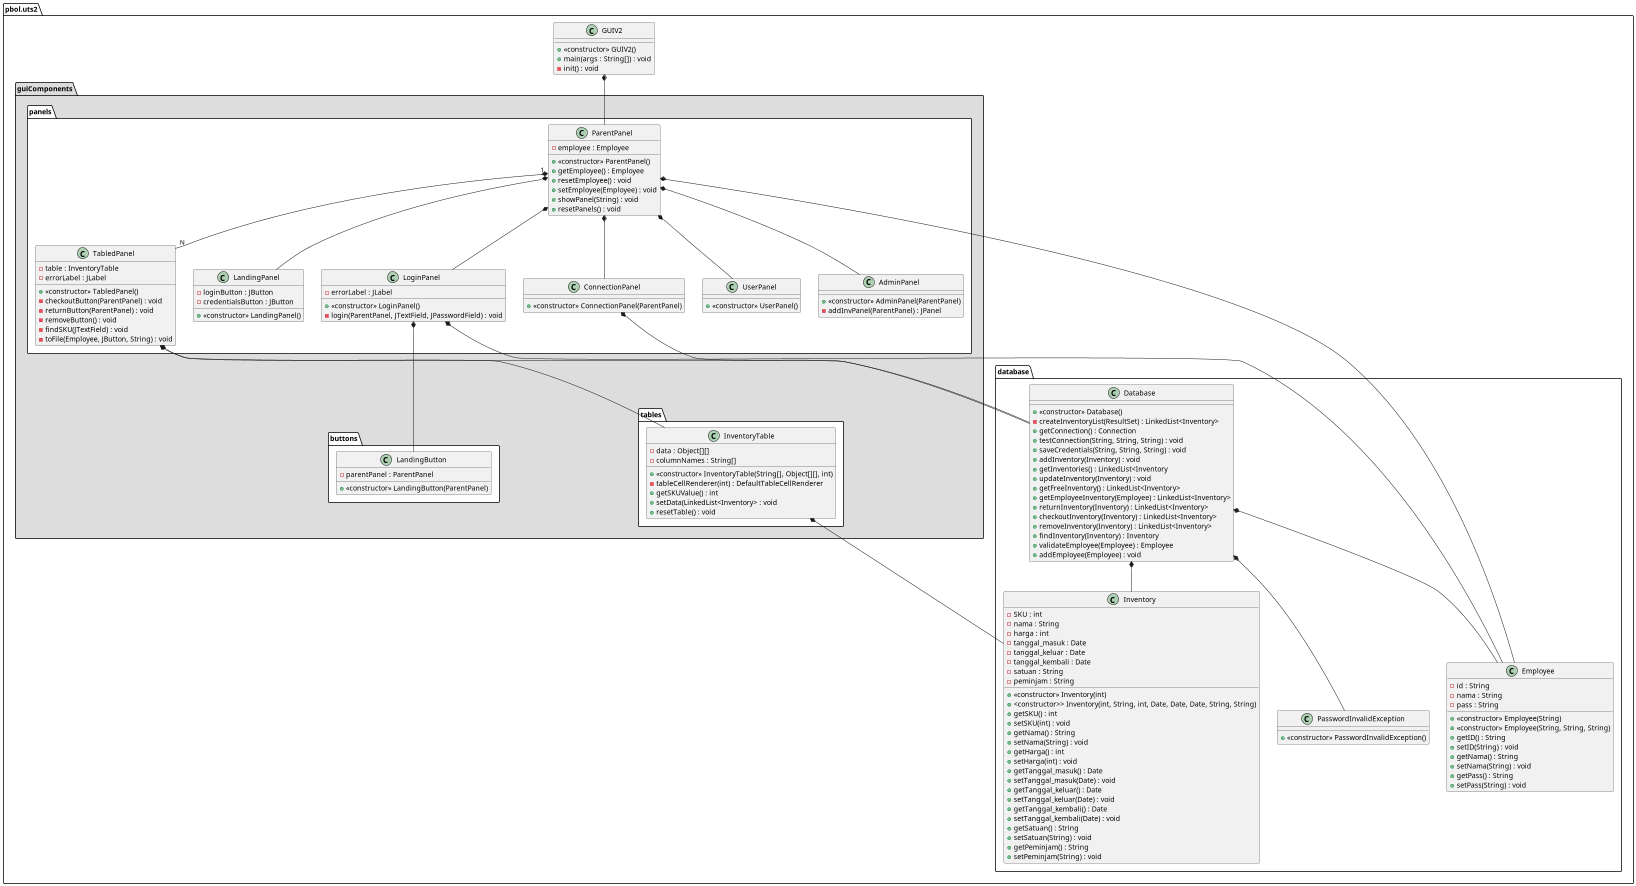 pbol.uts2
C GUIV2
«constructor» GUIV2()
main(args : String[]) : void
init() : void
guiComponents
panels
C ParentPanel
employee : Employee
«constructor» ParentPanel()
getEmployee() : Employee
resetEmployee() : void
setEmployee(Employee) : void
showPanel(String) : void
resetPanels() : void
1
N
C TabedPanel
table : InventoryTable
errorLabel : JLabel
«constructor» TabedPanel()
checkoutButton(ParentPanel) : void
returnButton(ParentPanel) : void
removeButton() : void
findSKU(JTextField) : void
toFile(Employee, JButton, String) : void
C LandingPanel
loginButton : JButton
credentialsButton : JButton
«constructor» LandingPanel()
C LoginPanel
errorLabel : JLabel
«constructor» LoginPanel()
login(ParentPanel, JTextField, JPasswordField) : void
C ConnectionPanel
«constructor» ConnectionPanel(ParentPanel)
C UserPanel
«constructor» UserPanel()
C AdminPanel
«constructor» AdminPanel(ParentPanel)
addInvPanel(ParentPanel) : JPanel
buttons
C LandingButton
parentPanel : ParentPanel
«constructor» LandingButton(ParentPanel)
tables
C InventoryTable
data : Object[][]
columnNames : String[]
«constructor» InventoryTable(String[], Object[][], int)
tableCellRenderer(int) : DefaultTableCellRenderer
getSKUValue() : int
setData(LinkedList<Inventory> : void
resetTable() : void
database
C Database
«constructor» Database()
createInventoryList(ResultSet) : LinkedList<Inventory>
getConnection() : Connection
testConnection(String, String, String) : void
saveCredentials(String, String, String) : void
addInventory(Inventory) : void
getInventories() : LinkedList<Inventory
updateInventory(Inventory) : void
getFreeInventory() : LinkedList<Inventory>
getEmployeeInventory(Employee) : LinkedList<Inventory>
returnInventory(Inventory) : LinkedList<Inventory>
checkoutInventory(Inventory) : LinkedList<Inventory>
removeInventory(Inventory) : LinkedList<Inventory>
findInventory(Inventory) : Inventory
validateEmployee(Employee) : Employee
addEmployee(Employee) : void
C Inventory
SKU : int
nama : String
harga : int
tanggal_masuk : Date
tanggal_keluar : Date
tanggal_kembali : Date
satuan : String
peminjam : String
«constructor» Inventory(int)
<constructor>> Inventory(int, String, int, Date, Date, Date, String, String)
getSKU() : int
setSKU(int) : void
getNama() : String
setNama(String) : void
getHarga() : int
setHarga(int) : void
getTanggal_masuk() : Date
setTanggal_masuk(Date) : void
getTanggal_keluar() : Date
setTanggal_keluar(Date) : void
getTanggal_kembali() : Date
setTanggal_kembali(Date) : void
getSatuan() : String
setSatuan(String) : void
getPeminjam() : String
setPeminjam(String) : void
C PasswordInvalidException
«constructor» PasswordInvalidException()
C Employee
id : String
nama : String
pass : String
«constructor» Employee(String)
«constructor» Employee(String, String, String)
getID() : String
setID(String) : void
getNama() : String
setNama(String) : void
getPass() : String
setPass(String) : void